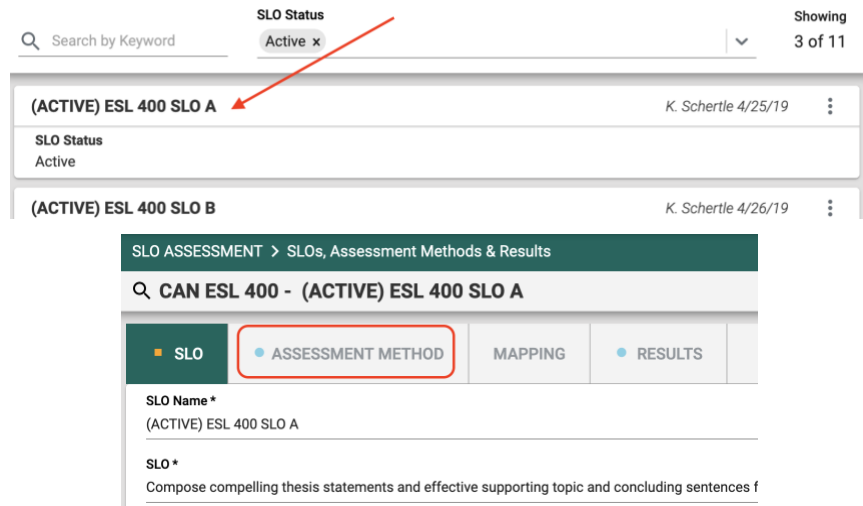 SLO Status
Showing
Search by Keyword
Active ×
3 of 11
(ACTIVE) ESL 400 SLO A
K. Schertle 4/25/19
SLO Status
Active
(ACTIVE) ESL 400 SLO B
K. Schertle 4/26/19
SLO ASSESSMENT > SLOs, Assessment Methods & Results
CAN ESL 400 - (ACTIVE) ESL 400 SLO A
SLO
ASSESSMENT METHOD
MAPPING
RESULTS
SLO Name *
(ACTIVE) ESL 400 SLO A
SLO *
Compose compelling thesis statements and effective supporting topic and concluding sentences f